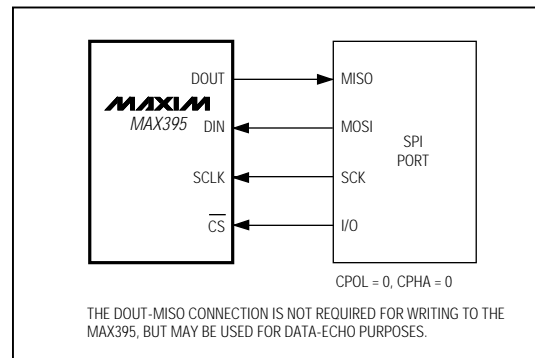 DOUT
MISO
MAXIM
MAX395
DIN
MOSI
SPI
PORT
SCLK
SCK
CS
I/O
CPOL = 0, CPHA = 0
THE DOUT-MISO CONNECTION IS NOT REQUIRED FOR WRITING TO THE
MAX395, BUT MAY BE USED FOR DATA-ECHO PURPOSES.